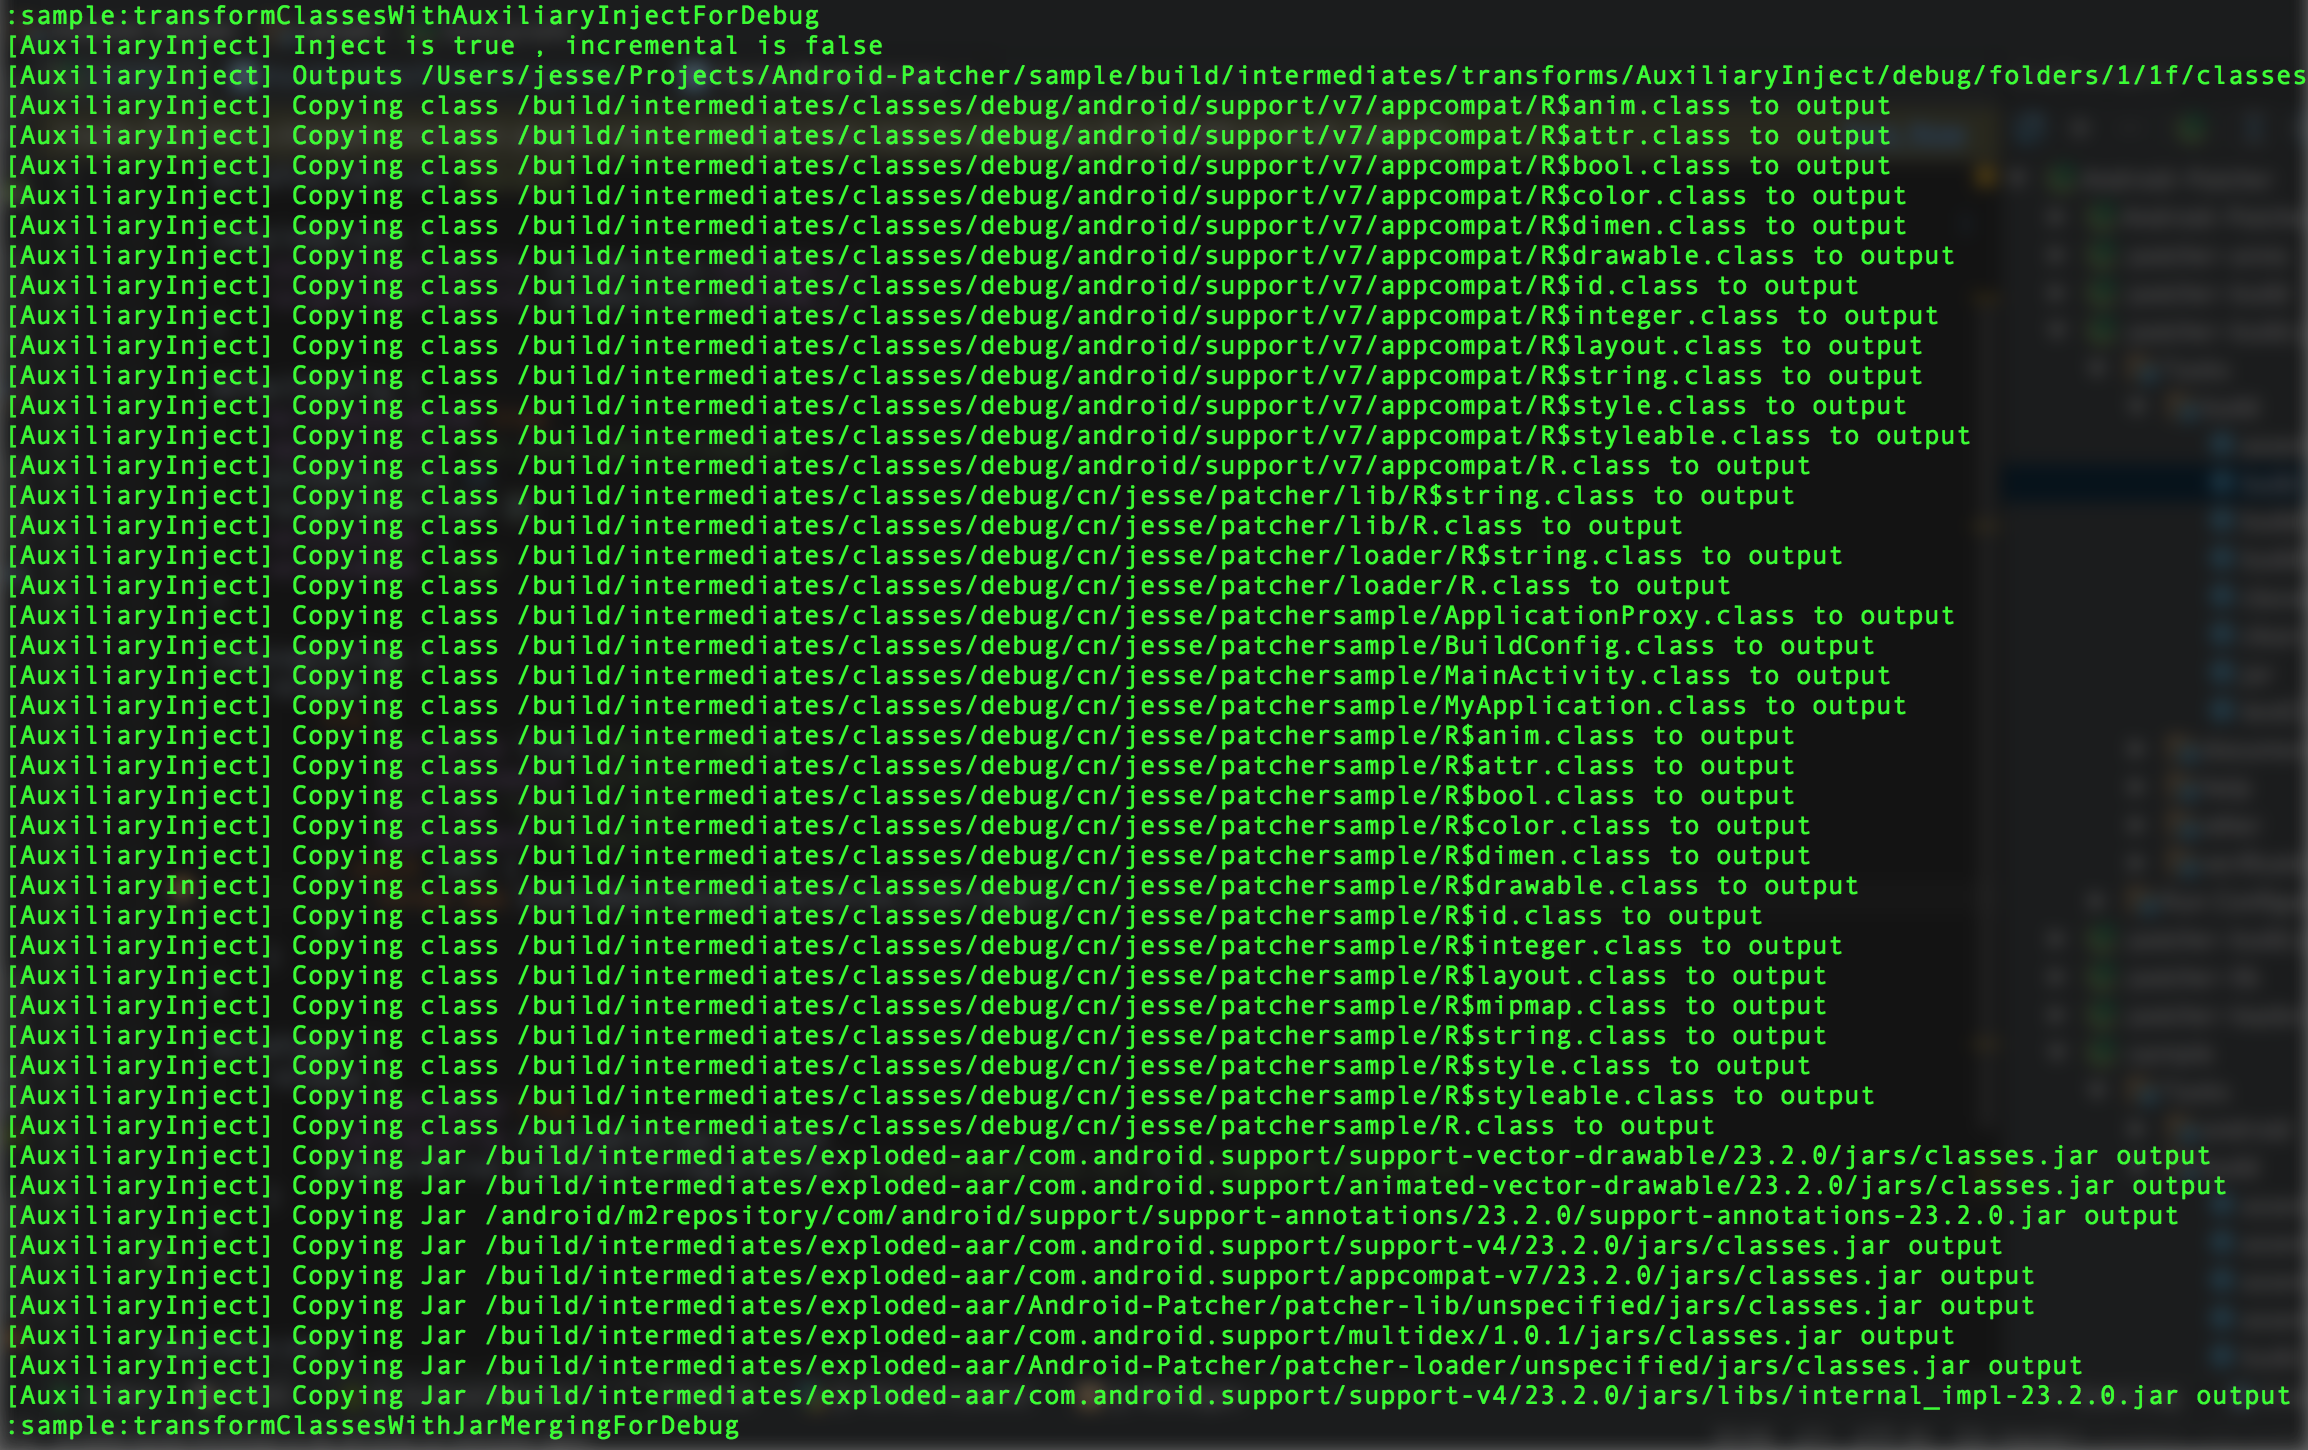 :sample:transformClassesWithAuxiliaryInjectForDebug
[AuxiliaryInject] Inject is true , incremental is false
[AuxiliaryInject] Outputs /Users/jesse/Projects/Android-Patcher/sample/build/intermediates/transforms/AuxiliaryInject/debug/folders/1/1f/classes
[AuxiliaryInject] Copying class /build/intermediates/classes/debug/android/support/v7/appcompat/R$anim.class to output
[AuxiliaryInject] Copying class /build/intermediates/classes/debug/android/support/v7/appcompat/R$attr.class to output
[AuxiliaryInject] Copying class /build/intermediates/classes/debug/android/support/v7/appcompat/R$bool.class to output
[AuxiliaryInject] Copying class /build/intermediates/classes/debug/android/support/v7/appcompat/R$color.class to output
[AuxiliaryInject] Copying class /build/intermediates/classes/debug/android/support/v7/appcompat/R$dimen.class to output
[AuxiliaryInject] Copying class /build/intermediates/classes/debug/android/support/v7/appcompat/R$drawable.class to output
[AuxiliaryInject] Copying class /build/intermediates/classes/debug/android/support/v7/appcompat/R$id.class to output
[AuxiliaryInject] Copying class /build/intermediates/classes/debug/android/support/v7/appcompat/R$integer.class to output
[AuxiliaryInject] Copying class /build/intermediates/classes/debug/android/support/v7/appcompat/R$layout.class to output
[AuxiliaryInject] Copying class /build/intermediates/classes/debug/android/support/v7/appcompat/R$string.class to output
[AuxiliaryInject] Copying class /build/intermediates/classes/debug/android/support/v7/appcompat/R$style.class to output
[AuxiliaryInject] Copying class /build/intermediates/classes/debug/android/support/v7/appcompat/R$styleable.class to output
[AuxiliaryInject] Copying class /build/intermediates/classes/debug/android/support/v7/appcompat/R.class to output
[AuxiliaryInject] Copying class /build/intermediates/classes/debug/cn/jesse/patcher/lib/R$string.class to output
[AuxiliaryInject] Copying class /build/intermediates/classes/debug/cn/jesse/patcher/lib/R.class to output
[AuxiliaryInject] Copying class /build/intermediates/classes/debug/cn/jesse/patcher/loader/R$string.class to output
[AuxiliaryInject] Copying class /build/intermediates/classes/debug/cn/jesse/patcher/loader/R.class to output
[AuxiliaryInject] Copying class /build/intermediates/classes/debug/cn/jesse/patchersample/ApplicationProxy.class to output
[AuxiliaryInject] Copying class /build/intermediates/classes/debug/cn/jesse/patchersample/BuildConfig.class to output
[AuxiliaryInject] Copying class /build/intermediates/classes/debug/cn/jesse/patchersample/MainActivity.class to output
[AuxiliaryInject] Copying class /build/intermediates/classes/debug/cn/jesse/patchersample/MyApplication.class to output
[AuxiliaryInject] Copying class /build/intermediates/classes/debug/cn/jesse/patchersample/R$anim.class to output
[AuxiliaryInject] Copying class /build/intermediates/classes/debug/cn/jesse/patchersample/R$attr.class to output
[AuxiliaryInject] Copying class /build/intermediates/classes/debug/cn/jesse/patchersample/R$bool.class to output
[AuxiliaryInject] Copying class /build/intermediates/classes/debug/cn/jesse/patchersample/R$color.class to output
[AuxiliaryInject] Copying class /build/intermediates/classes/debug/cn/jesse/patchersample/R$dimen.class to output
[AuxiliaryInject] Copying class /build/intermediates/classes/debug/cn/jesse/patchersample/R$drawable.class to output
[AuxiliaryInject] Copying class /build/intermediates/classes/debug/cn/jesse/patchersample/R$id.class to output
[AuxiliaryInject] Copying class /build/intermediates/classes/debug/cn/jesse/patchersample/R$integer.class to output
[AuxiliaryInject] Copying class /build/intermediates/classes/debug/cn/jesse/patchersample/R$layout.class to output
[AuxiliaryInject] Copying class /build/intermediates/classes/debug/cn/jesse/patchersample/R$mipmap.class to output
[AuxiliaryInject] Copying class /build/intermediates/classes/debug/cn/jesse/patchersample/R$string.class to output
[AuxiliaryInject] Copying class /build/intermediates/classes/debug/cn/jesse/patchersample/R$style.class to output
[AuxiliaryInject] Copying class /build/intermediates/classes/debug/cn/jesse/patchersample/R$styleable.class to output
[AuxiliaryInject] Copying class /build/intermediates/classes/debug/cn/jesse/patchersample/R.class to output
[AuxiliaryInject] Copying Jar /build/intermediates/exploded-aar/com.android.support/support-vector-drawable/23.2.0/jars/classes.jar output
[AuxiliaryInject] Copying Jar /build/intermediates/exploded-aar/com.android.support/animated-vector-drawable/23.2.0/jars/classes.jar output
[AuxiliaryInject] Copying Jar /android/m2repository/com/android/support/support-annotations/23.2.0/support-annotations-23.2.0.jar output
[AuxiliaryInject] Copying Jar /build/intermediates/exploded-aar/com.android.support/support-v4/23.2.0/jars/classes.jar output
[AuxiliaryInject] Copying Jar /build/intermediates/exploded-aar/com.android.support/appcompat-v7/23.2.0/jars/classes.jar output
[AuxiliaryInject] Copying Jar /build/intermediates/exploded-aar/Android-Patcher/patcher-lib/unspecified/jars/classes.jar output
[AuxiliaryInject] Copying Jar /build/intermediates/exploded-aar/com.android.support/multidex/1.0.1/jars/classes.jar output
[AuxiliaryInject] Copying Jar /build/intermediates/exploded-aar/Android-Patcher/patcher-loader/unspecified/jars/classes.jar output
[AuxiliaryInject] Copying Jar /build/intermediates/exploded-aar/com.android.support/support-v4/23.2.0/jars/libs/internal_impl-23.2.0.jar output
:sample:transformClassesWithJarMergingForDebug